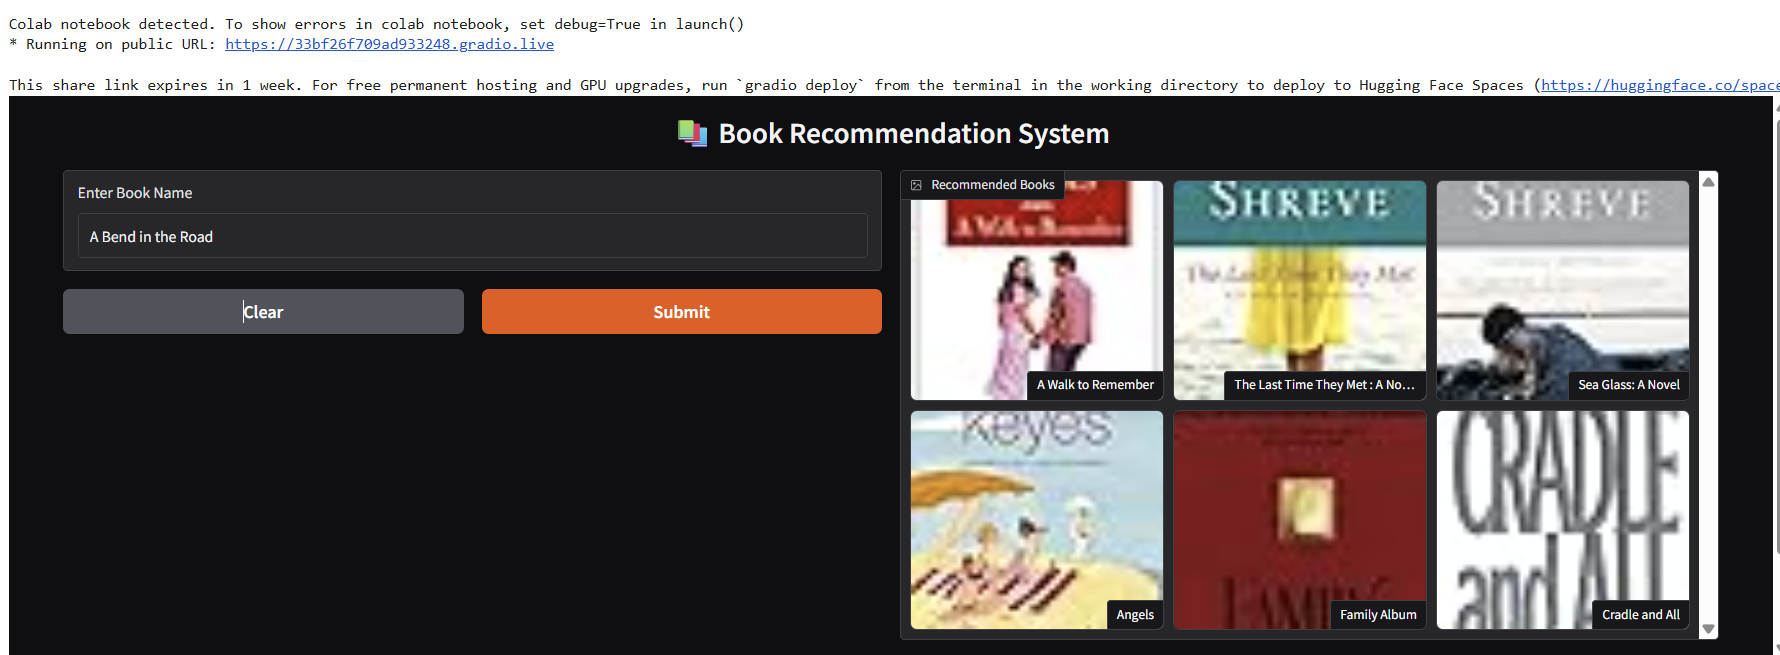 Colab notebook detected. To show errors in colab notebook, set debug=True in launch()
* Running on public URL: https://33bf26f709ad933248.gradio.live
This share link expires in 1 week. For free permanent hosting and GPU upgrades, run `gradio deploy` from the terminal in the working directory to deploy to Hugging Face Spaces (https://huggingface.co/space
Book Recommendation System
Enter Book Name
A Bend in the Road
Clear
Submit
Recommended Books
A Walk to Remember
A Walk to Remember
SHREVE
The Last Time They Met
The Last Time They Met : A No...
SHREVE
Sea Glass: A Novel
Keyes
Angels
FAMILY
Family Album
CRADLE
and ALL
Cradle and All